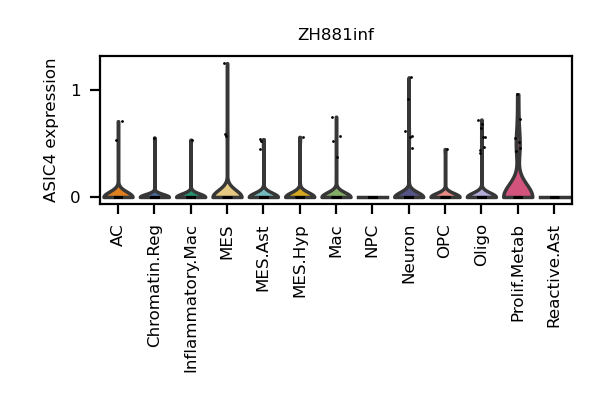 ZH881inf
ASIC4 expression
1
0
AC
Chromatin.Reg
Inflammatory.Mac
MES
MES.Ast
MES.Hyp
Mac
NPC
Neuron
OPC
Oligo
Prolif.Metab
Reactive.Ast